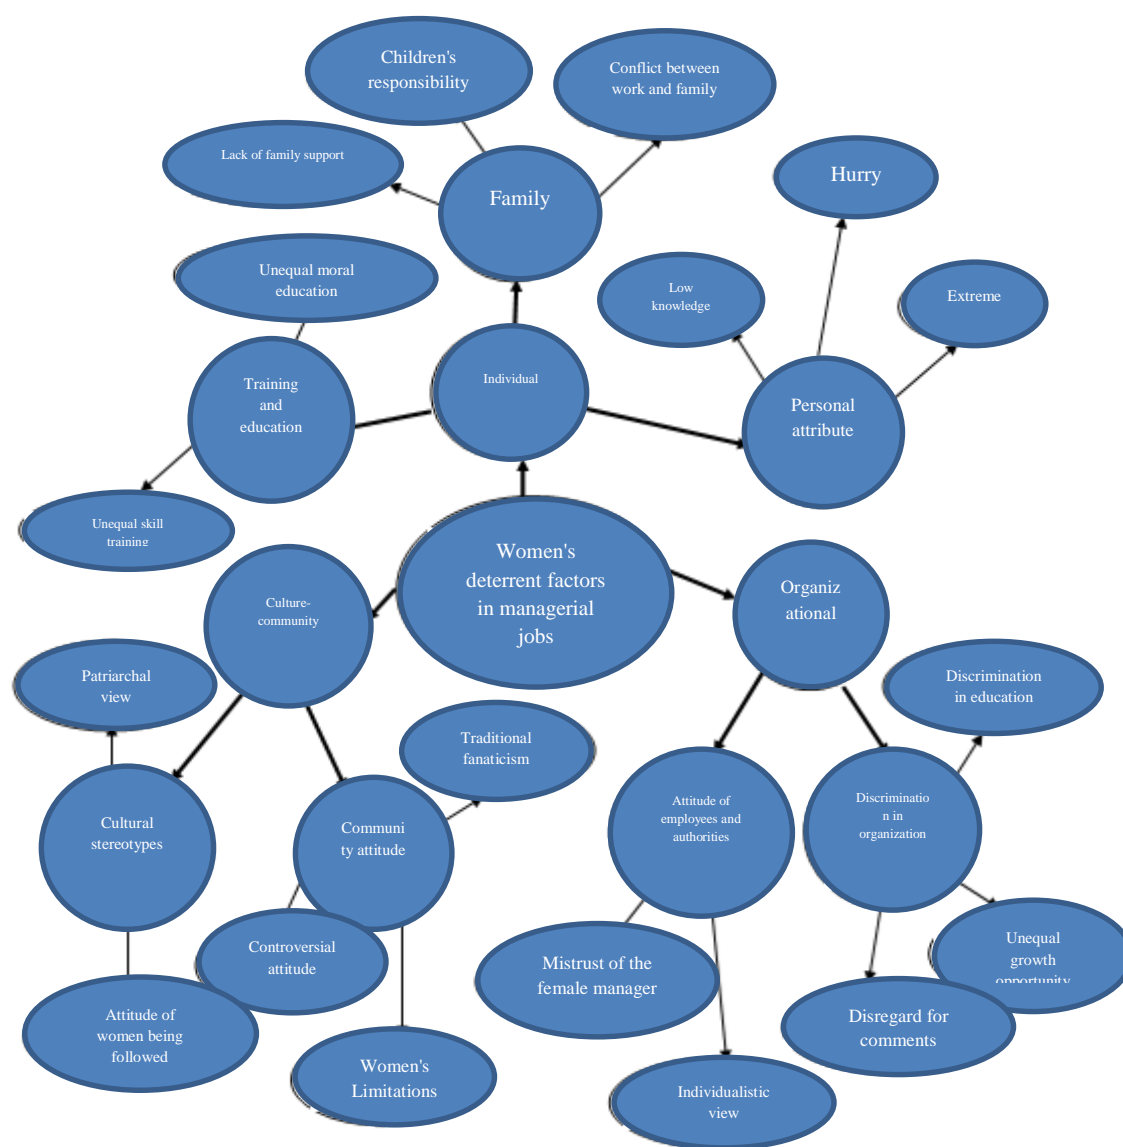 Children's
responsibility
Conflict between
work and family
Lack of family support
Family
Hurry
Unequal moral
education
Low
knowledge
Extreme
Individual
Training
and
education
Personal
attribute
Unequal skill
training
Women's
deterrent factors
in managerial
jobs
Culture-
community
Organiz
ational
Patriarchal
view
Discrimination
in education
Traditional
fanaticism
Cultural
stereotypes
Communi
ty attitude
Attitude of
employees and
authorities
Discriminatio
n in
organization
Controversial
attitude
Mistrust of the
female manager
Unequal
growth
opportunity
Attitude of
women being
followed
Disregard for
comments
Women's
Limitations
Individualistic
view